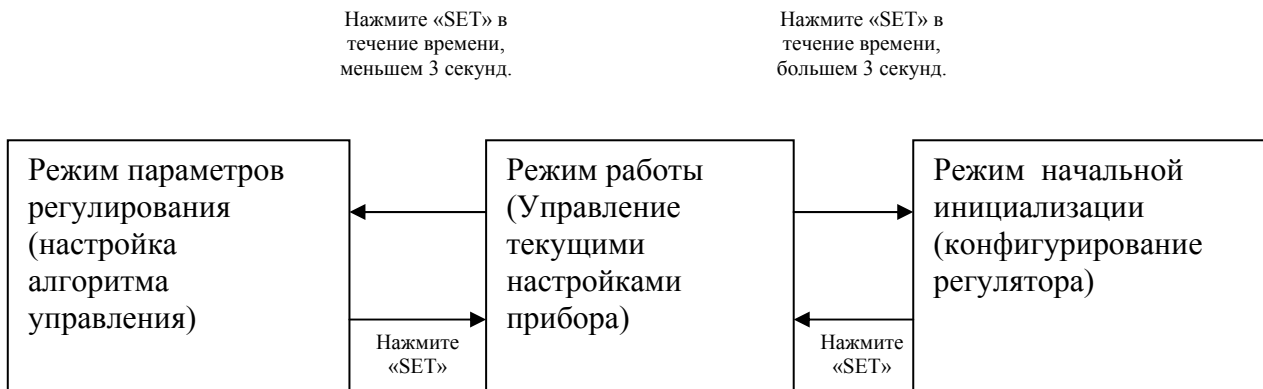 Нажмите «SET» в
течение времени,
меньшем 3 секунд.
Нажмите «SET» в
течение времени,
большем 3 секунд.
Режим параметров
регулирования
(настройка
алгоритма
управления)
Режим работы
(Управление
текущими
настройками
прибора)
Режим начальной
инициализации
(конфигурирование
регулятора)
Нажмите
«SET»
Нажмите
«SET»